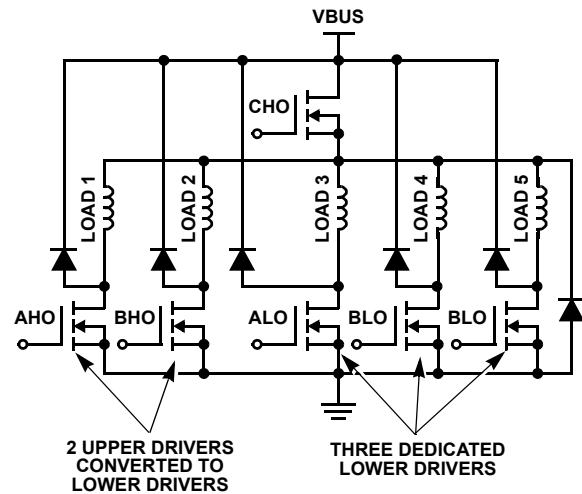 VBUS
CHO
LOAD 1
LOAD 2
LOAD 3
LOAD 4
LOAD 5
AHO
BHO
ALO
BLO
BLO
2 UPPER DRIVERS
CONVERTED TO
LOWER DRIVERS
THREE DEDICATED
LOWER DRIVERS